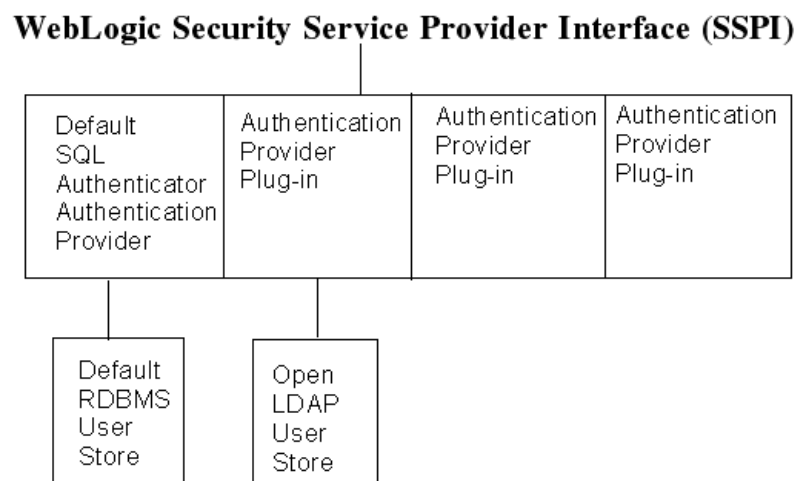 WebLogic Security Service Provider Interface (SSPI)
Default
SQL
Authenticator
Authentication
Provider
Authentication
Provider
Plug-in
Authentication
Provider
Plug-in
Authentication
Provider
Plug-in
Default
RDBMS
User
Store
Open
LDAP
User
Store